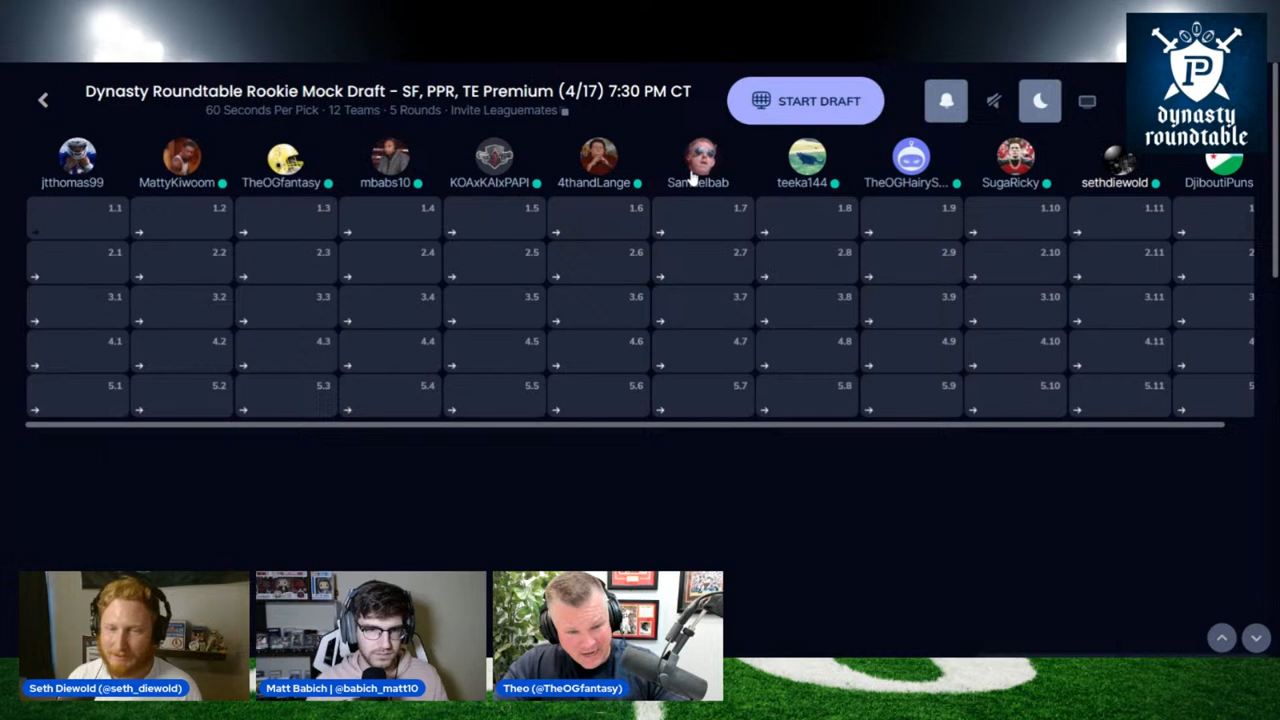 Dynasty Roundtable Rookie Mock Draft - SF, PPR, TE Premium (4/17) 7:30 PM CT
60 Seconds Per Pick · 12 Teams · 5 Rounds · Invite Leaguemates
START DRAFT
P
dynasty
roundtable
jtthomas99 MattyKiwoom TheOGfantasy mbabs10 KOAxKAIxPAPI 4thandLange teeka144 TheOGHairyS... SugaRicky sethdiewold DjiboutiPuns
1.1 1.2 1.3 1.4 1.5 1.6 1.7 1.8 1.9 1.10 1.11 1
2.1 2.2 2.3 2.4 2.5 2.6 2.7 2.8 2.9 2.10 2.11 2
3.1 3.2 3.3 3.4 3.5 3.6 3.7 3.8 3.9 3.10 3.11 3
4.1 4.2 4.3 4.4 4.5 4.6 4.7 4.8 4.9 4.10 4.11 4
5.1 5.2 5.3 5.4 5.5 5.6 5.7 5.8 5.9 5.10 5.11 5
Seth Diewold (@seth_diewold)
Matt Babich | @babich_matt10
Theo (@TheOGfantasy)